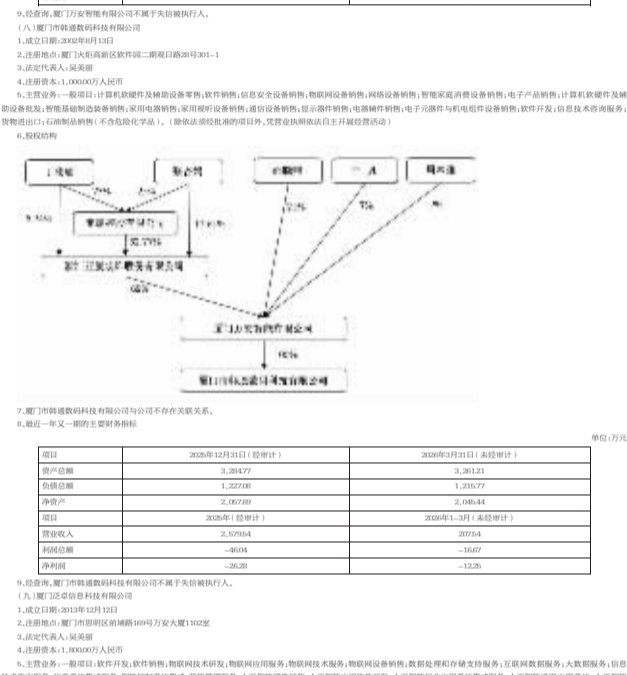 9、经查询,厦门万安智能有限公司不属于失信被执行人。
(八)厦门市韩通数码科技有限公司
1、成立日期:2002年8月13日
2、注册地点:厦门火炬高新区软件园二期观日路28号301-1
3、法定代表人:吴美丽
4、注册资本:1,000.00万人民币
5、主营业务:一般项目:计算机软硬件及辅助设备零售;软件销售;信息安全设备销售;物联网设备销售;网络设备销售;智能家庭消费设备销售;电子产品销售;计算机软硬件及辅
助设备批发;智能基础制造装备销售;家用电器销售;家用视听设备销售;通信设备销售;显示器件销售;电器辅件销售;电子元器件与机电组件设备销售;软件开发;信息技术咨询服务;
货物进出口;石油制品销售(不含危险化学品)。(除依法须经批准的项目外,凭营业执照依法自主开展经营活动)
6、股权结构
7、厦门市韩通数码科技有限公司与公司不存在关联关系。
8、最近一年又一期的主要财务指标
单位:万元
项目 2025年12月31日(经审计) 2026年3月31日(未经审计)
资产总额 3,284.77 3,261.21
负债总额 1,227.08 1,215.77
净资产 2,057.69 2,045.44
项目 2025年(经审计) 2026年1-3月(未经审计)
营业收入 2,579.54 207.54
利润总额 -46.04 -16.67
净利润 -26.28 -12.25
9、经查询,厦门市韩通数码科技有限公司不属于失信被执行人。
(九)厦门泛卓信息科技有限公司
1、成立日期:2013年12月12日
2、注册地点:厦门市思明区前埔路169号万安大厦1102室
3、法定代表人:吴美丽
4、注册资本:1,800.00万人民币
5、主营业务:一般项目:软件开发;软件销售;物联网技术研发;物联网应用服务;物联网技术服务;物联网设备销售;数据处理和存储支持服务;互联网数据服务;大数据服务;信息